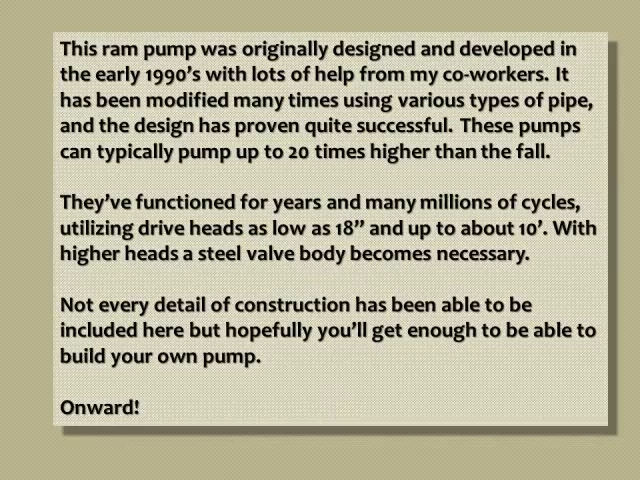 This ram pump was originally designed and developed in
the early 1990’s with lots of help from my co-workers. It
has been modified many times using various types of pipe,
and the design has proven quite successful. These pumps
can typically pump up to 20 times higher than the fall.
They’ve functioned for years and many millions of cycles,
utilizing drive heads as low as 18” and up to about 10’. With
higher heads a steel valve body becomes necessary.
Not every detail of construction has been able to be
included here but hopefully you’ll get enough to be able to
build your own pump.
Onward!